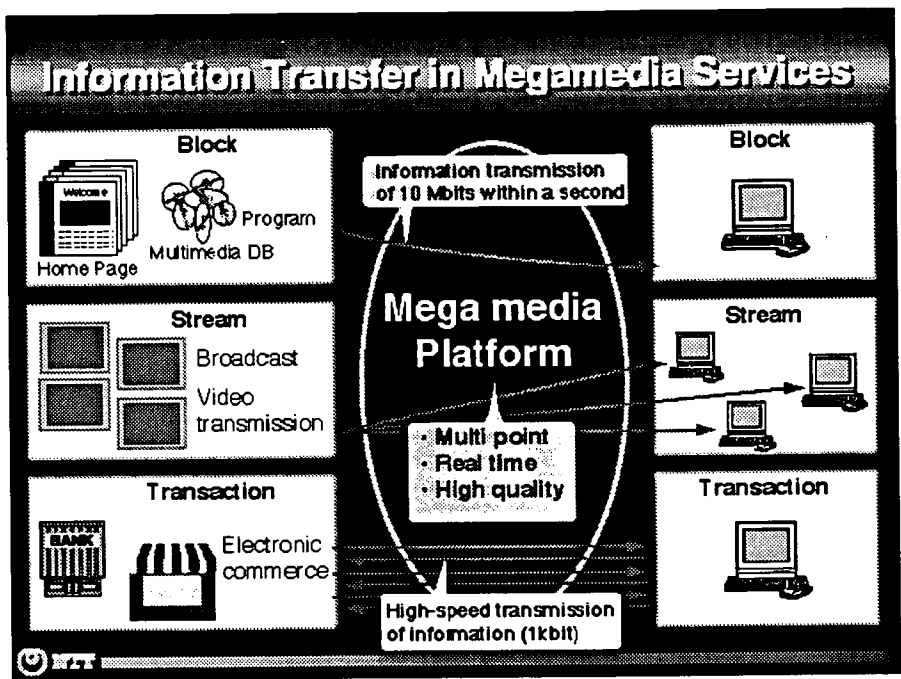 Information Transfer in Megamedia Services
Block
Welcome
Program
Multimedia DB
Home Page
Information transmission
of 10 Mbits within a second
Block
Stream
Broadcast
Video
transmission
Mega media
Platform
· Multi point
· Real time
· High quality
Stream
Transaction
BANK
Electronic
commerce
High-speed transmission
of information (1kbit)
Transaction
NTT